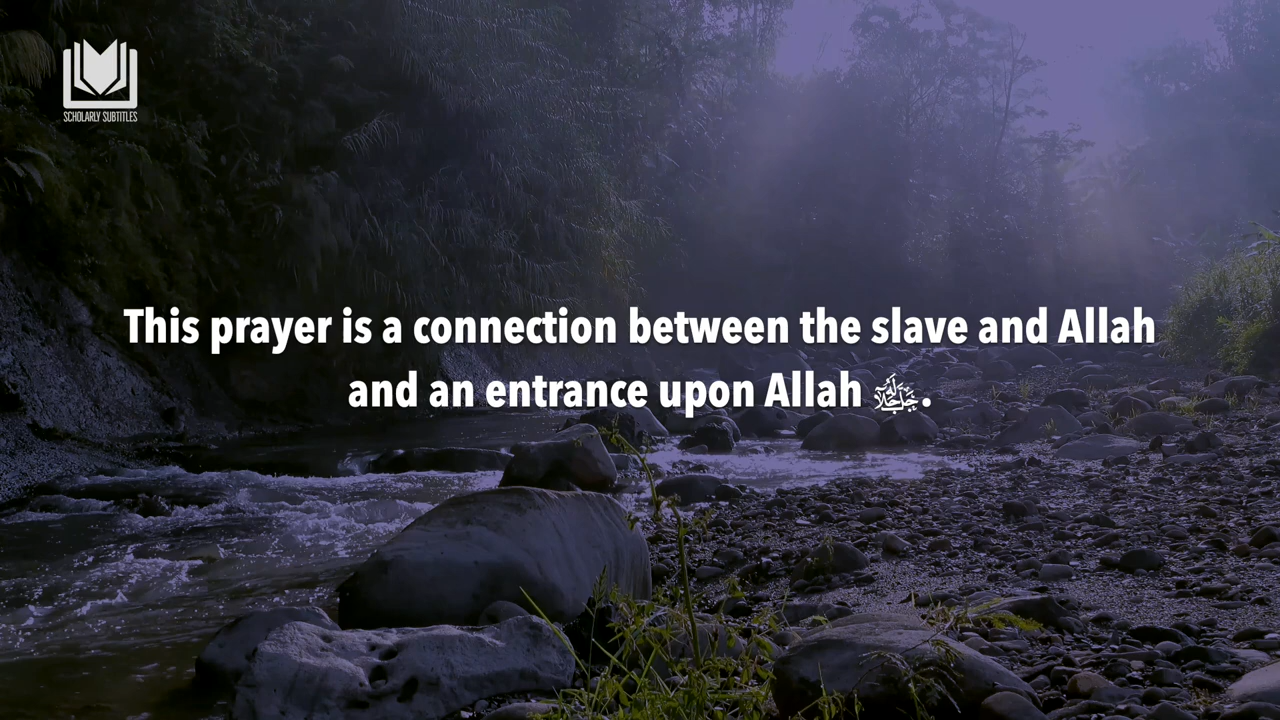 SCHOLARLY SUBTITLES
This prayer is a connection between the slave and Allah
and an entrance upon Allah ﷻ.